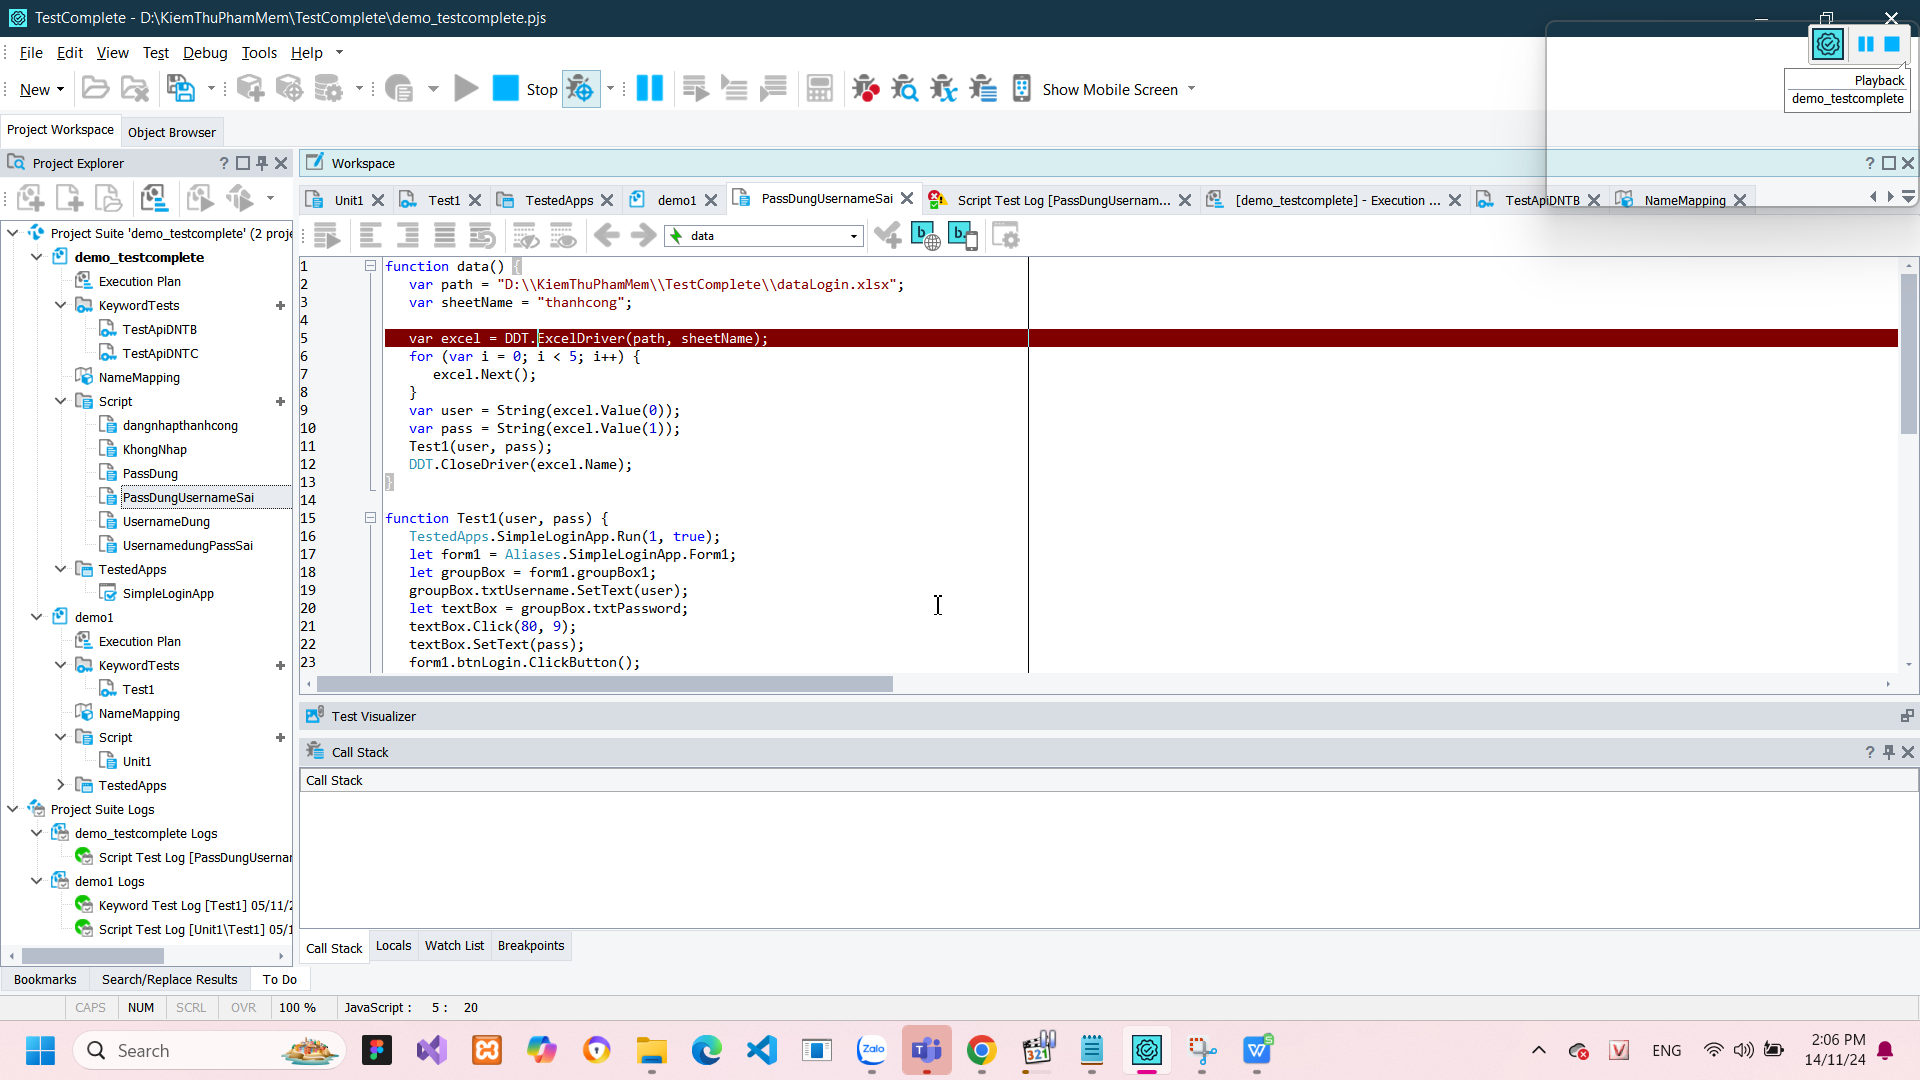 TestComplete - D:\KiemThuPhamMem\TestComplete\demo_testcomplete.pjs
File Edit View Test Debug Tools Help
New
Stop
Show Mobile Screen
Playback
demo_testcomplete
Project Workspace
Object Browser
Project Explorer
?
Workspace
?
Unit1
Test1
TestedApps
demo1
PassDungUsernameSai
Script Test Log [PassDungUsernam...
[demo_testcomplete] - Execution ...
TestApiDNTB
NameMapping
data
Project Suite 'demo_testcomplete' (2 proje
demo_testcomplete
Execution Plan
KeywordTests
TestApiDNTB
TestApiDNTC
NameMapping
Script
dangnhapthanhcong
KhongNhap
PassDung
PassDungUsernameSai
UsernameDung
UsernamedungPassSai
TestedApps
SimpleLoginApp
demo1
Execution Plan
KeywordTests
Test1
NameMapping
Script
Unit1
TestedApps
Project Suite Logs
demo_testcomplete Logs
Script Test Log [PassDungUsernar
demo1 Logs
Keyword Test Log [Test1] 05/11/2
Script Test Log [Unit1\Test1] 05/1
1 function data() {
2 var path = "D:\\KiemThuPhamMem\\TestComplete\\dataLogin.xlsx";
3 var sheetName = "thanhcong";
4
5 var excel = DDT.ExcelDriver(path, sheetName);
6 for (var i = 0; i < 5; i++) {
7 excel.Next();
8 }
9 var user = String(excel.Value(0));
10 var pass = String(excel.Value(1));
11 Test1(user, pass);
12 DDT.CloseDriver(excel.Name);
13 }
14
15 function Test1(user, pass) {
16 TestedApps.SimpleLoginApp.Run(1, true);
17 let form1 = Aliases.SimpleLoginApp.Form1;
18 let groupBox = form1.groupBox1;
19 groupBox.txtUsername.SetText(user);
20 let textBox = groupBox.txtPassword;
21 textBox.Click(80, 9);
22 textBox.SetText(pass);
23 form1.btnLogin.ClickButton();
Test Visualizer
Call Stack
?
Call Stack
Call Stack
Locals
Watch List
Breakpoints
Bookmarks
Search/Replace Results
To Do
CAPS NUM SCRL OVR 100 % JavaScript : 5 : 20
Search
Zalo
321
ENG
2:06 PM
14/11/24